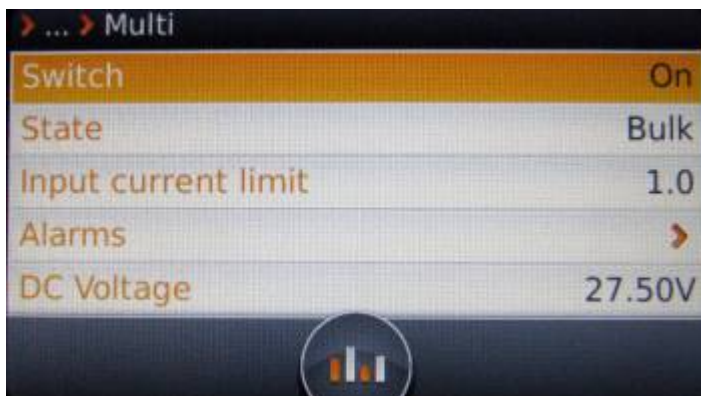 > ... > Multi
Switch On
State Bulk
Input current limit 1.0
Alarms >
DC Voltage 27.50V